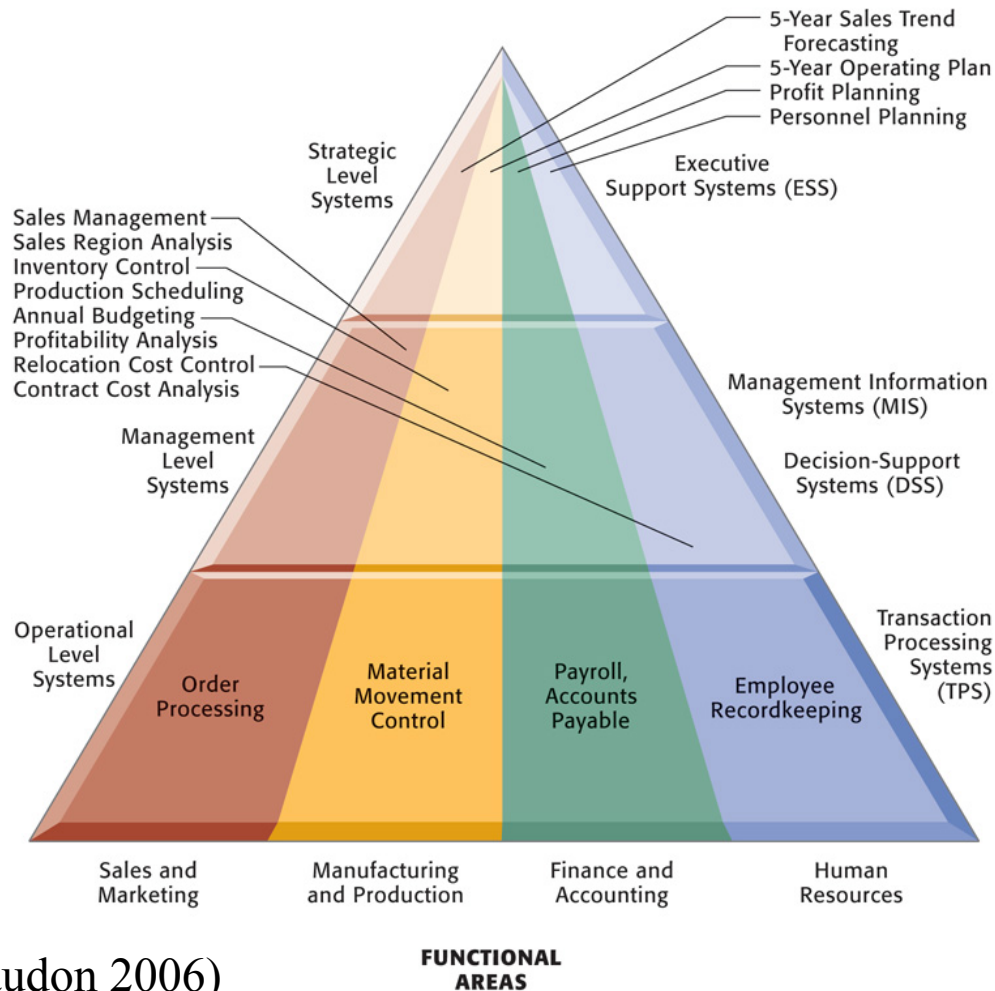 5-Year Sales Trend
Forecasting
5-Year Operating Plan
Profit Planning
Personnel Planning
Strategic
Level
Systems
Executive
Support Systems (ESS)
Sales Management
Sales Region Analysis
Inventory Control
Production Scheduling
Annual Budgeting
Profitability Analysis
Relocation Cost Control
Contract Cost Analysis
Management
Level
Systems
Management Information
Systems (MIS)
Decision-Support
Systems (DSS)
Operational
Level
Systems
Order
Processing
Material
Movement
Control
Payroll,
Accounts
Payable
Employee
Recordkeeping
Transaction
Processing
Systems
(TPS)
Sales and
Marketing
Manufacturing
and Production
Finance and
Accounting
Human
Resources
FUNCTIONAL
AREAS
udon 2006)